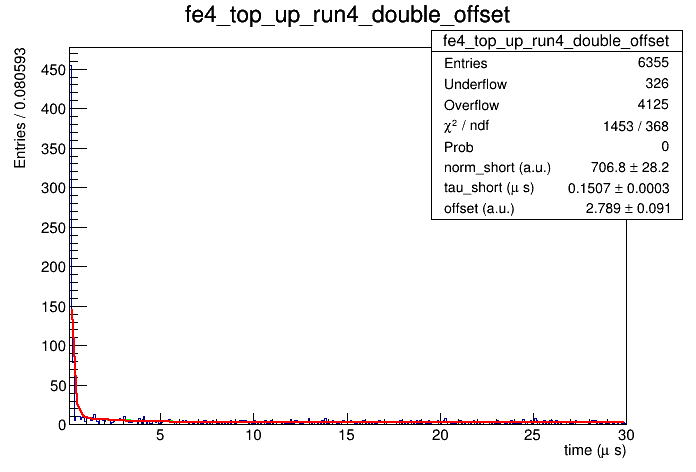 fe4_top_up_run4_double_offset
fe4_top_up_run4_double_offset
Entries 6355
Underflow 326
Overflow 4125
χ² / ndf 1453 / 368
Prob 0
norm_short (a.u.) 706.8 ± 28.2
tau_short (μ s) 0.1507 ± 0.0003
offset (a.u.) 2.789 ± 0.091
Entries / 0.080593
450
400
350
300
250
200
150
100
50
0
5 10 15 20 25 30
time (μ s)